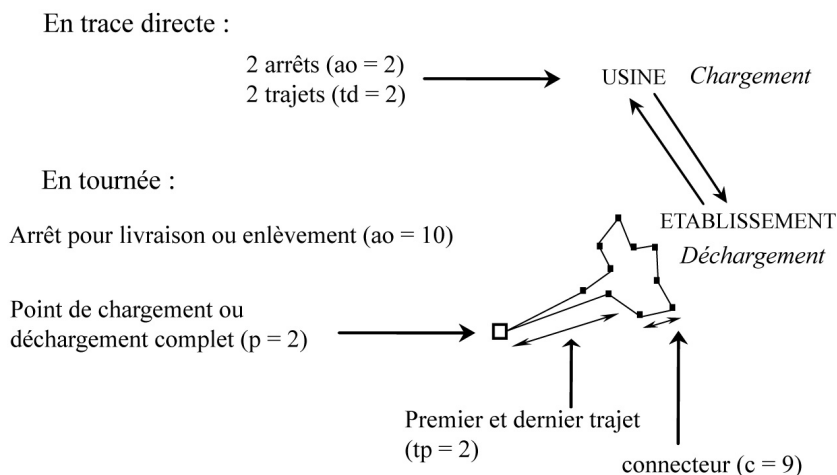 En trace directe :
2 arrêts (ao = 2)
2 trajets (td = 2)
USINE Chargement
En tournée :
ETABLISSEMENT
Déchargement
Arrêt pour livraison ou enlèvement (ao = 10)
Point de chargement ou
déchargement complet (p = 2)
Premier et dernier trajet
(tp = 2)
connecteur (c = 9)